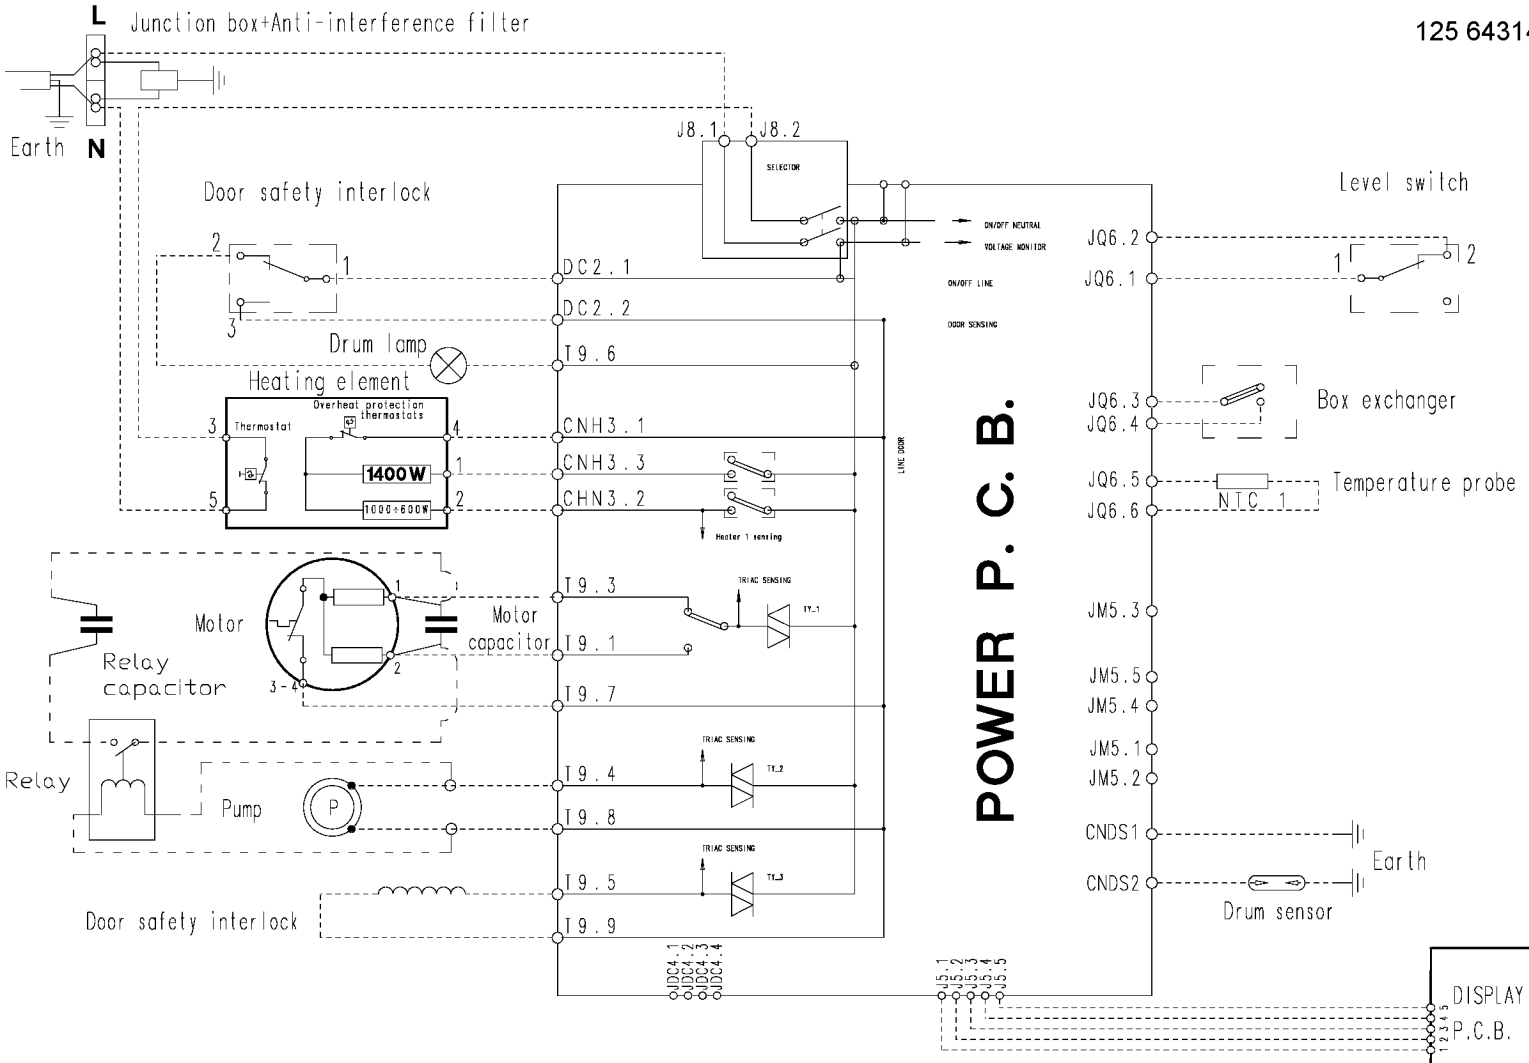 L Junction box+Anti-interference filter
125 64314
Earth N
J8.1 J8.2
SELECTOR
Door safety interlock
Level switch
ON/OFF NEUTRAL
VOLTAGE MONITOR
JQ6.2
2
1
DC2.1
JQ6.1
1
2
ON/OFF LINE
DC2.2
3
DOOR SENSING
Drum lamp
T9.6
Heating element
Overheat protection
thermostats
3
Thermostat
4
CNH3.1
JQ6.3
Box exchanger
JQ6.4
LINE DOOR
1400W
1
CNH3.3
JQ6.5
Temperature probe
5
1000÷600W
2
CHN3.2
NTC 1
JQ6.6
Heater 1 sensing
POWER P. C. B.
T9.3
TRIAC SENSING
TY_1
1
Motor
Motor
capacitor
T9.1
JM5.3
Relay
capacitor
2
3-4
T9.7
JM5.5
JM5.4
TRIAC SENSING
JM5.1
Relay
T9.4
TY_2
JM5.2
Pump
P
T9.8
CNDS1
TRIAC SENSING
Earth
T9.5
TY_3
CNDS2
Door safety interlock
T9.9
Drum sensor
JDC4.1
JDC4.2
JDC4.3
JDC4.4
J5.1
J5.2
J5.3
J5.4
J5.5
DISPLAY
P.C.B.
1 2 3 4 5